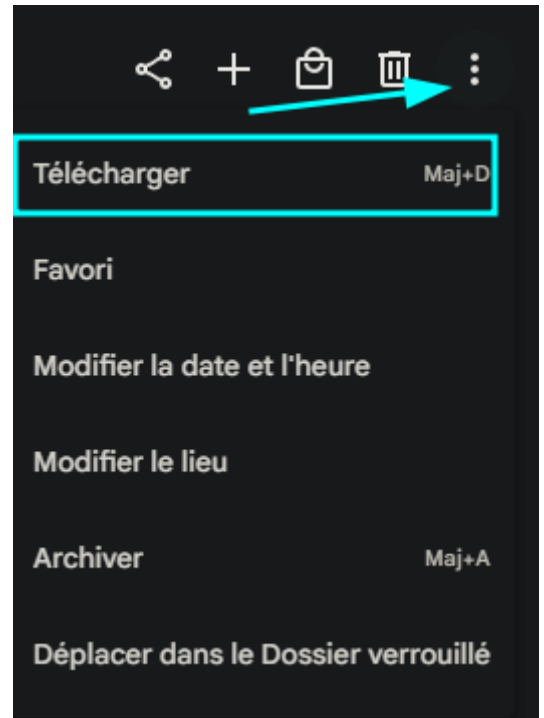 Télécharger Maj+D
Favori
Modifier la date et l'heure
Modifier le lieu
Archiver Maj+A
Déplacer dans le Dossier verrouillé